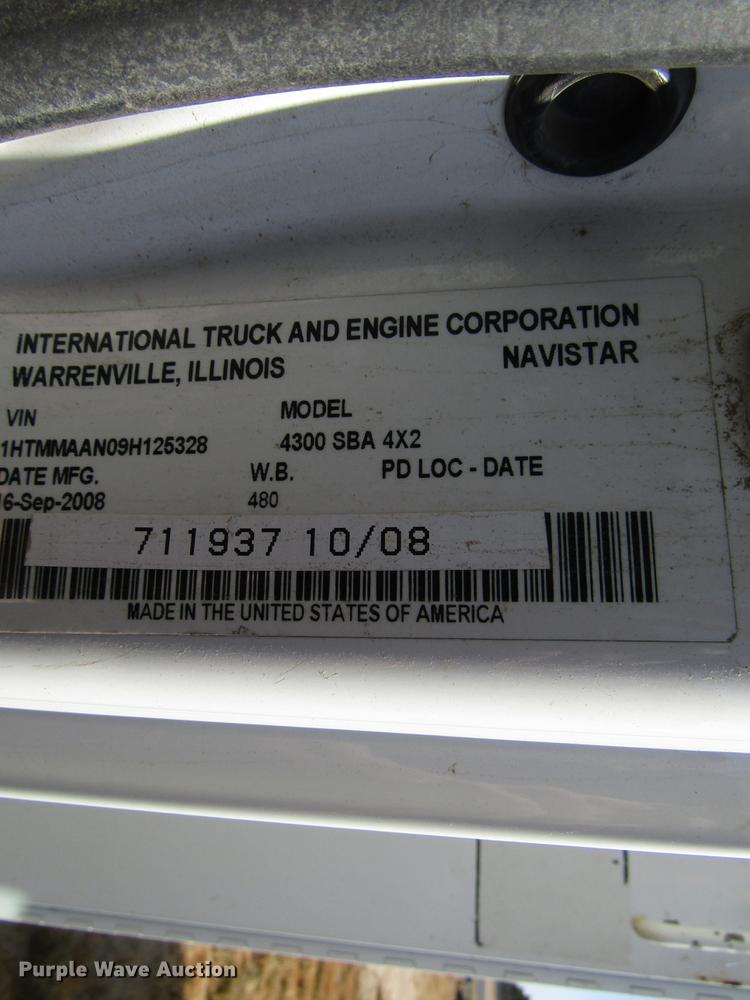 INTERNATIONAL TRUCK AND ENGINE CORPORATION
WARRENVILLE, ILLINOIS NAVISTAR
VIN MODEL
1HTMMAAN09H125328 4300 SBA 4X2
DATE MFG. W.B. PD LOC - DATE
16-Sep-2008 480
711937 10/08
MADE IN THE UNITED STATES OF AMERICA
Purple Wave Auction